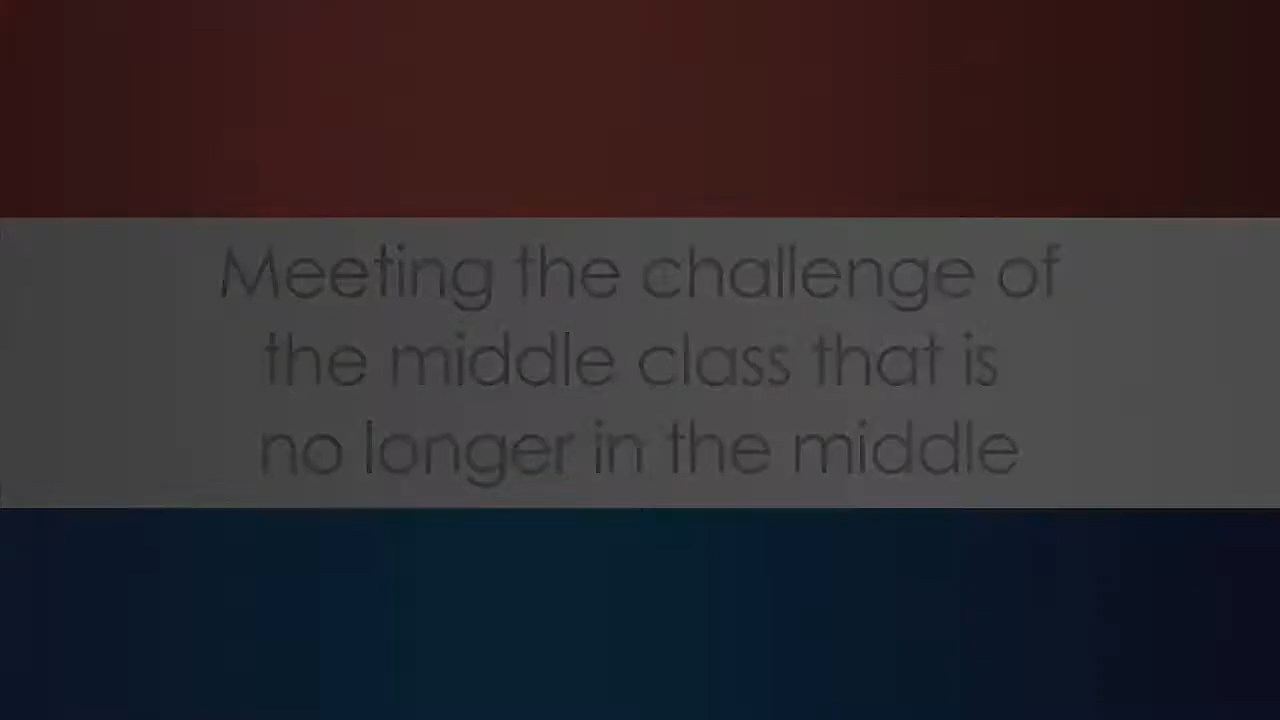 Meeting the challenge of
the middle class that is
no longer in the middle